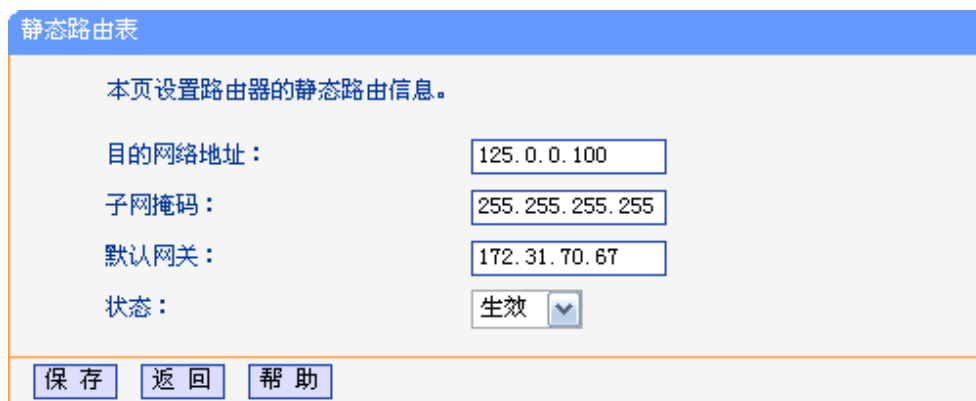 静态路由表
本页设置路由器的静态路由信息。
目的网络地址： 125.0.0.100
子网掩码： 255.255.255.255
默认网关： 172.31.70.67
状态： 生效
保 存 返 回 帮 助